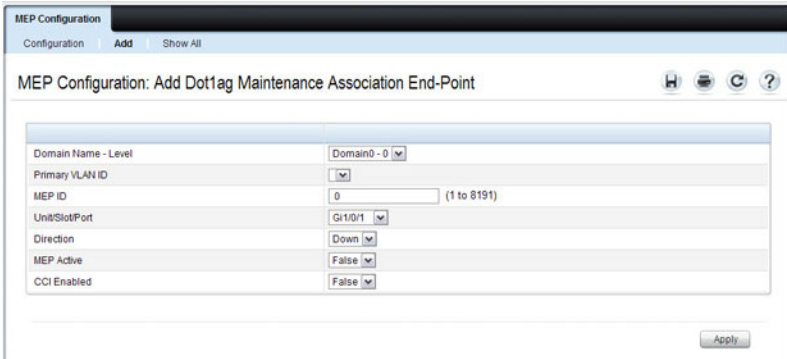 MEP Configuration
Configuration Add Show All
MEP Configuration: Add Dot1ag Maintenance Association End-Point
Domain Name - Level Domain0 - 0
Primary VLAN ID
MEP ID 0 (1 to 8191)
Unit/Slot/Port Gi1/0/1
Direction Down
MEP Active False
CCI Enabled False
Apply